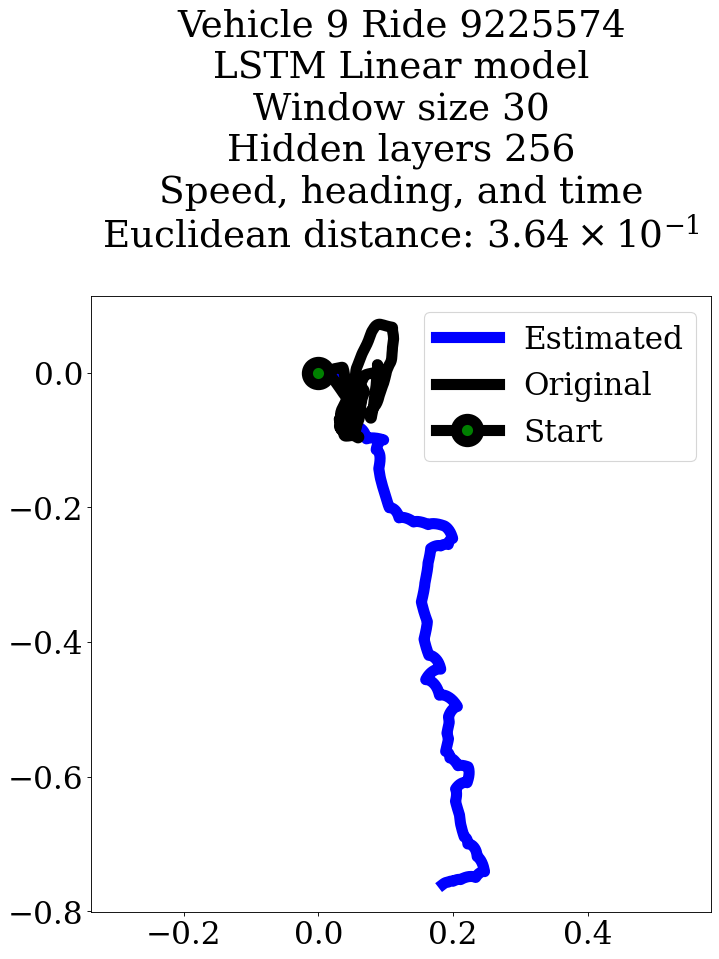 Vehicle 9 Ride 9225574
LSTM Linear model
Window size 30
Hidden layers 256
Speed, heading, and time
Euclidean distance: 3.64 × 10⁻¹
Estimated
Original
Start
0.0
−0.2
−0.4
−0.6
−0.8
−0.2 0.0 0.2 0.4